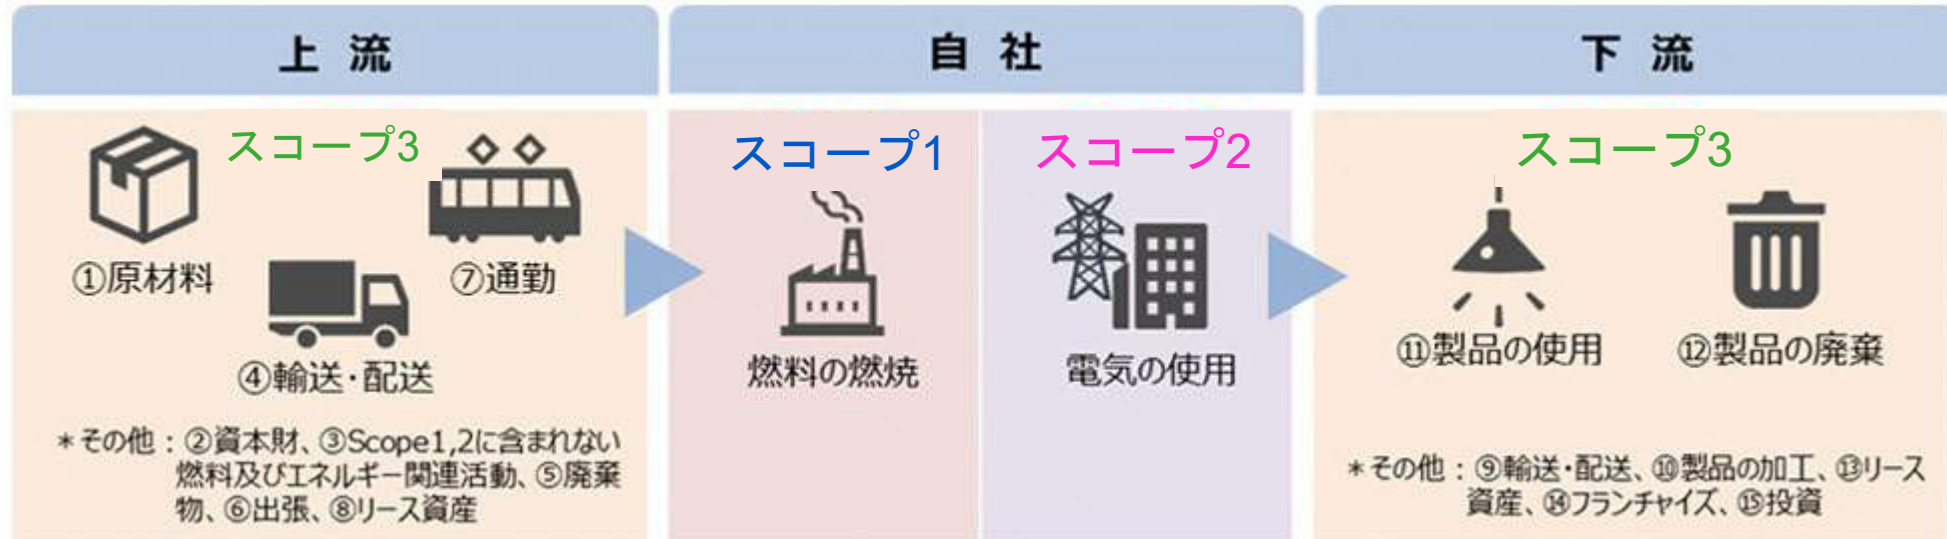 上 流
自 社
下 流
スコープ3
①原材料
⑦通勤
④輸送・配送
＊その他：②資本財、③Scope1,2に含まれない
燃料及びエネルギー関連活動、⑤廃棄
物、⑥出張、⑧リース資産
スコープ1
燃料の燃焼
スコープ2
電気の使用
スコープ3
⑪製品の使用
⑫製品の廃棄
＊その他：⑨輸送・配送、⑩製品の加工、⑬リース
資産、⑭フランチャイズ、⑮投資